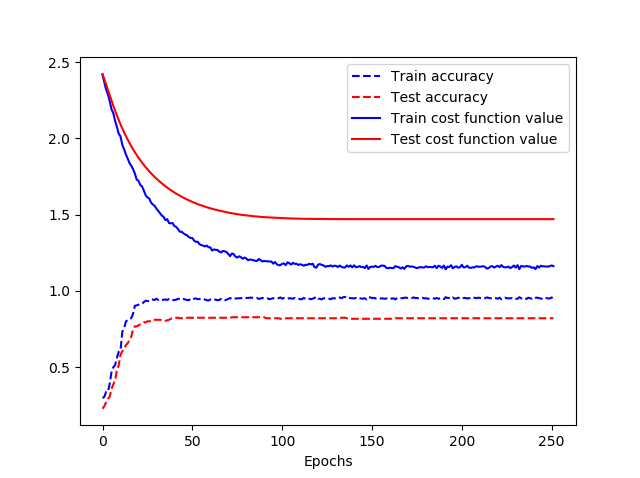 2.5
2.0
1.5
1.0
0.5
Train accuracy
Test accuracy
Train cost function value
Test cost function value
0 50 100 150 200 250
Epochs